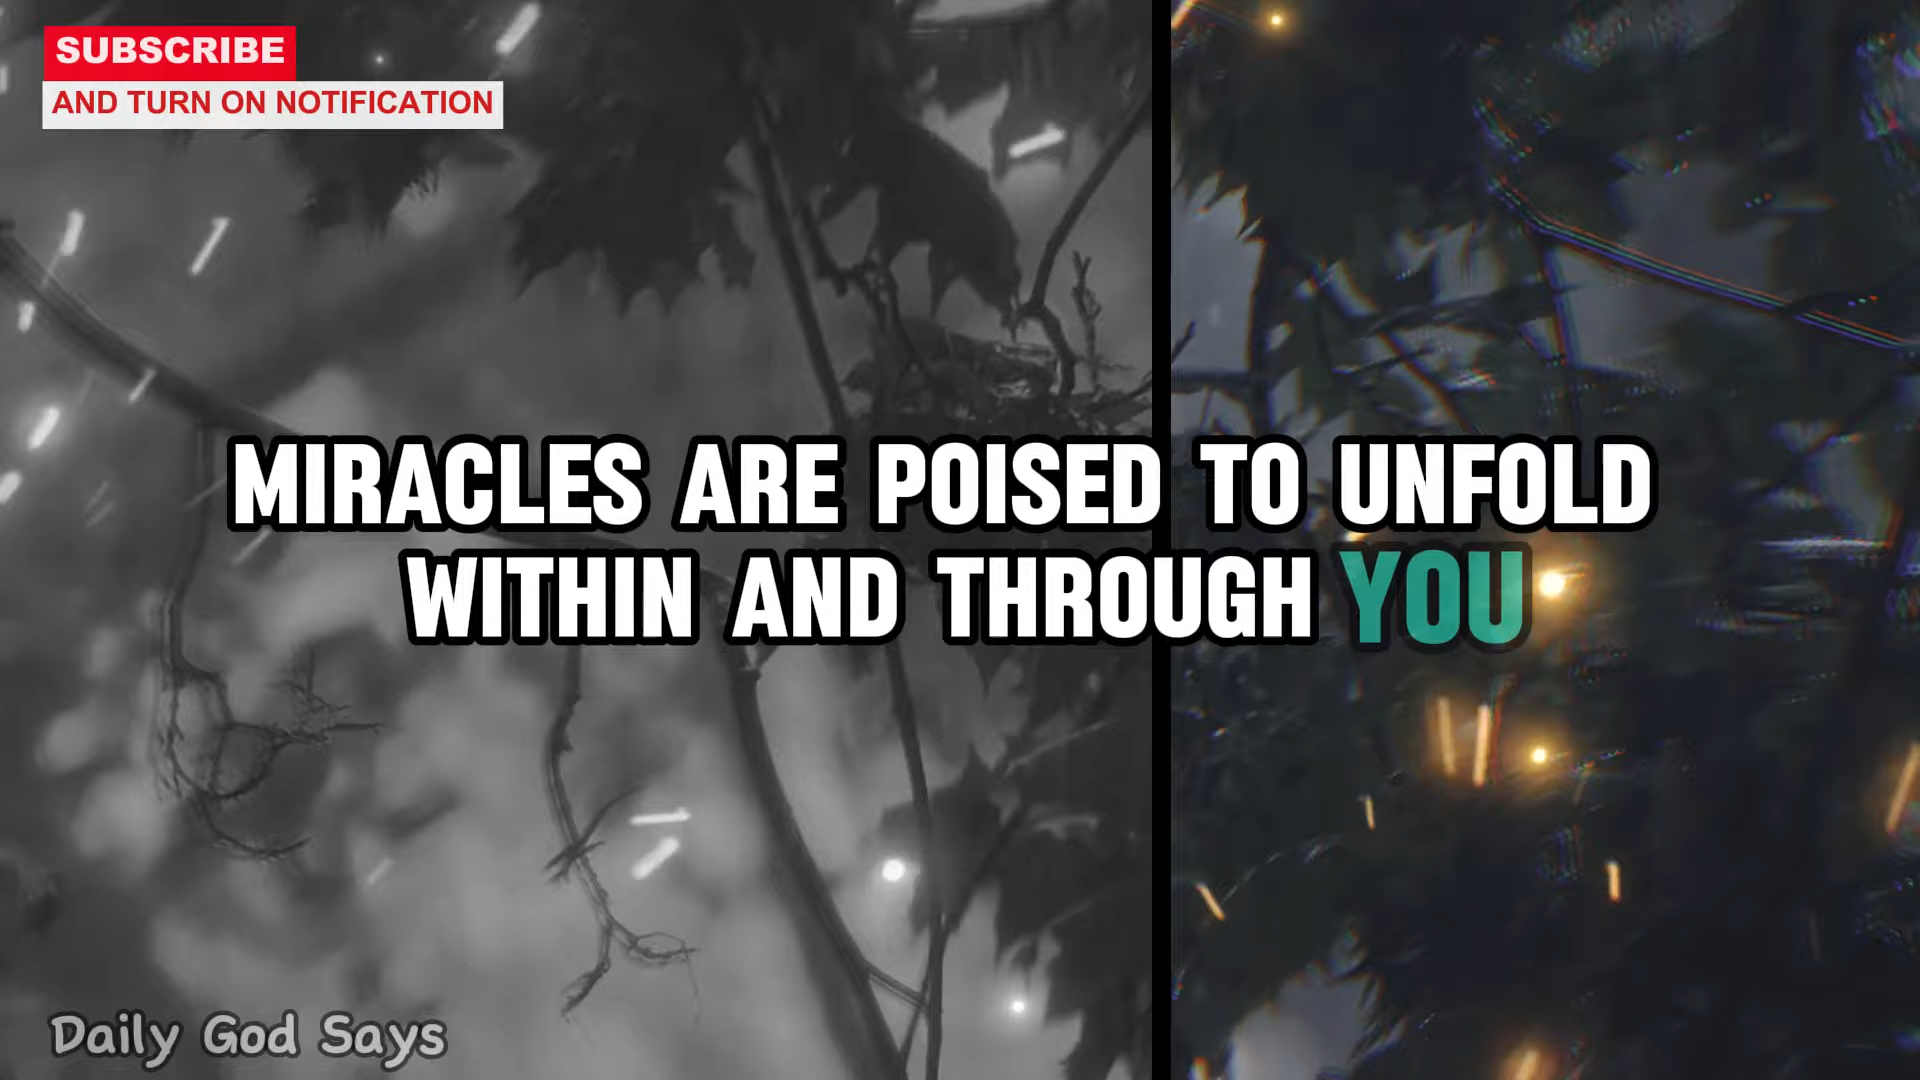 SUBSCRIBE
AND TURN ON NOTIFICATION
MIRACLES ARE POISED TO UNFOLD
WITHIN AND THROUGH YOU
Daily God Says